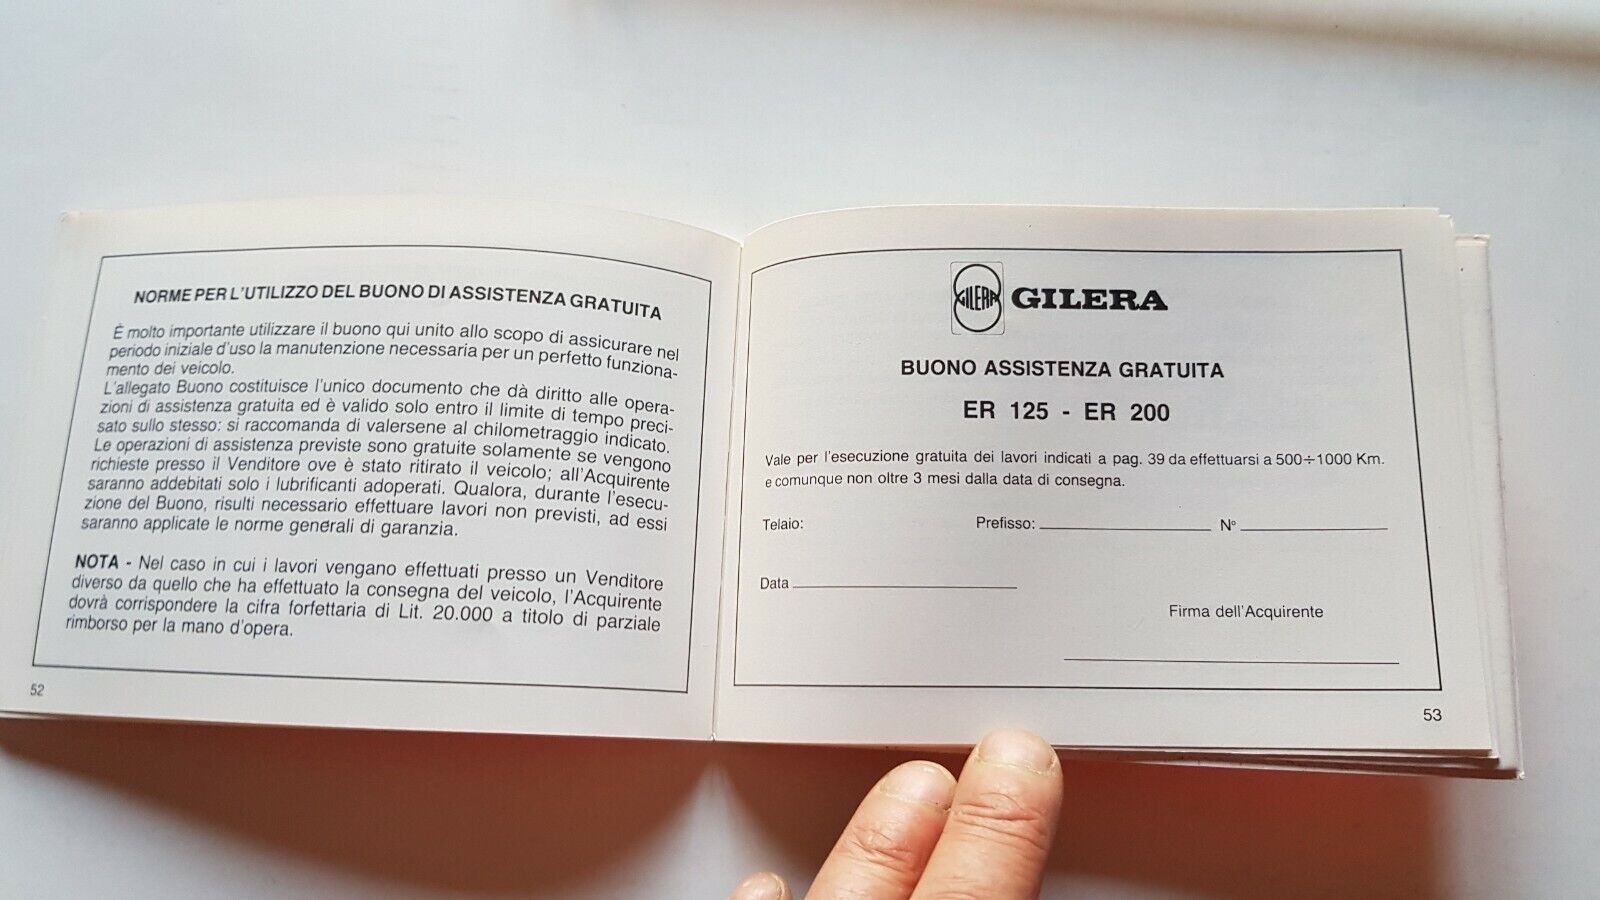 NORME PER L'UTILIZZO DEL BUONO DI ASSISTENZA GRATUITA
È molto importante utilizzare il buono qui unito allo scopo di assicurare nel
periodo iniziale d'uso la manutenzione necessaria per un perfetto funziona-
mento dei veicolo.
L'allegato Buono costituisce l'unico documento che dà diritto alle opera-
zioni di assistenza gratuita ed è valido solo entro il limite di tempo preci-
sato sullo stesso: si raccomanda di valersene al chilometraggio indicato.
Le operazioni di assistenza previste sono gratuite solamente se vengono
richieste presso il Venditore ove è stato ritirato il veicolo; all'Acquirente
saranno addebitati solo i lubrificanti adoperati. Qualora, durante l'esecu-
zione del Buono, risulti necessario effettuare lavori non previsti, ad essi
saranno applicate le norme generali di garanzia.
NOTA - Nel caso in cui i lavori vengano effettuati presso un Venditore
diverso da quello che ha effettuato la consegna del veicolo, l'Acquirente
dovrà corrispondere la cifra forfettaria di Lit. 20.000 a titolo di parziale
rimborso per la mano d'opera.
52
GILERA GILERA
BUONO ASSISTENZA GRATUITA
ER 125 - ER 200
Vale per l'esecuzione gratuita dei lavori indicati a pag. 39 da effettuarsi a 500÷1000 Km.
e comunque non oltre 3 mesi dalla data di consegna.
Telaio: Prefisso: N°
Data
Firma dell'Acquirente
53